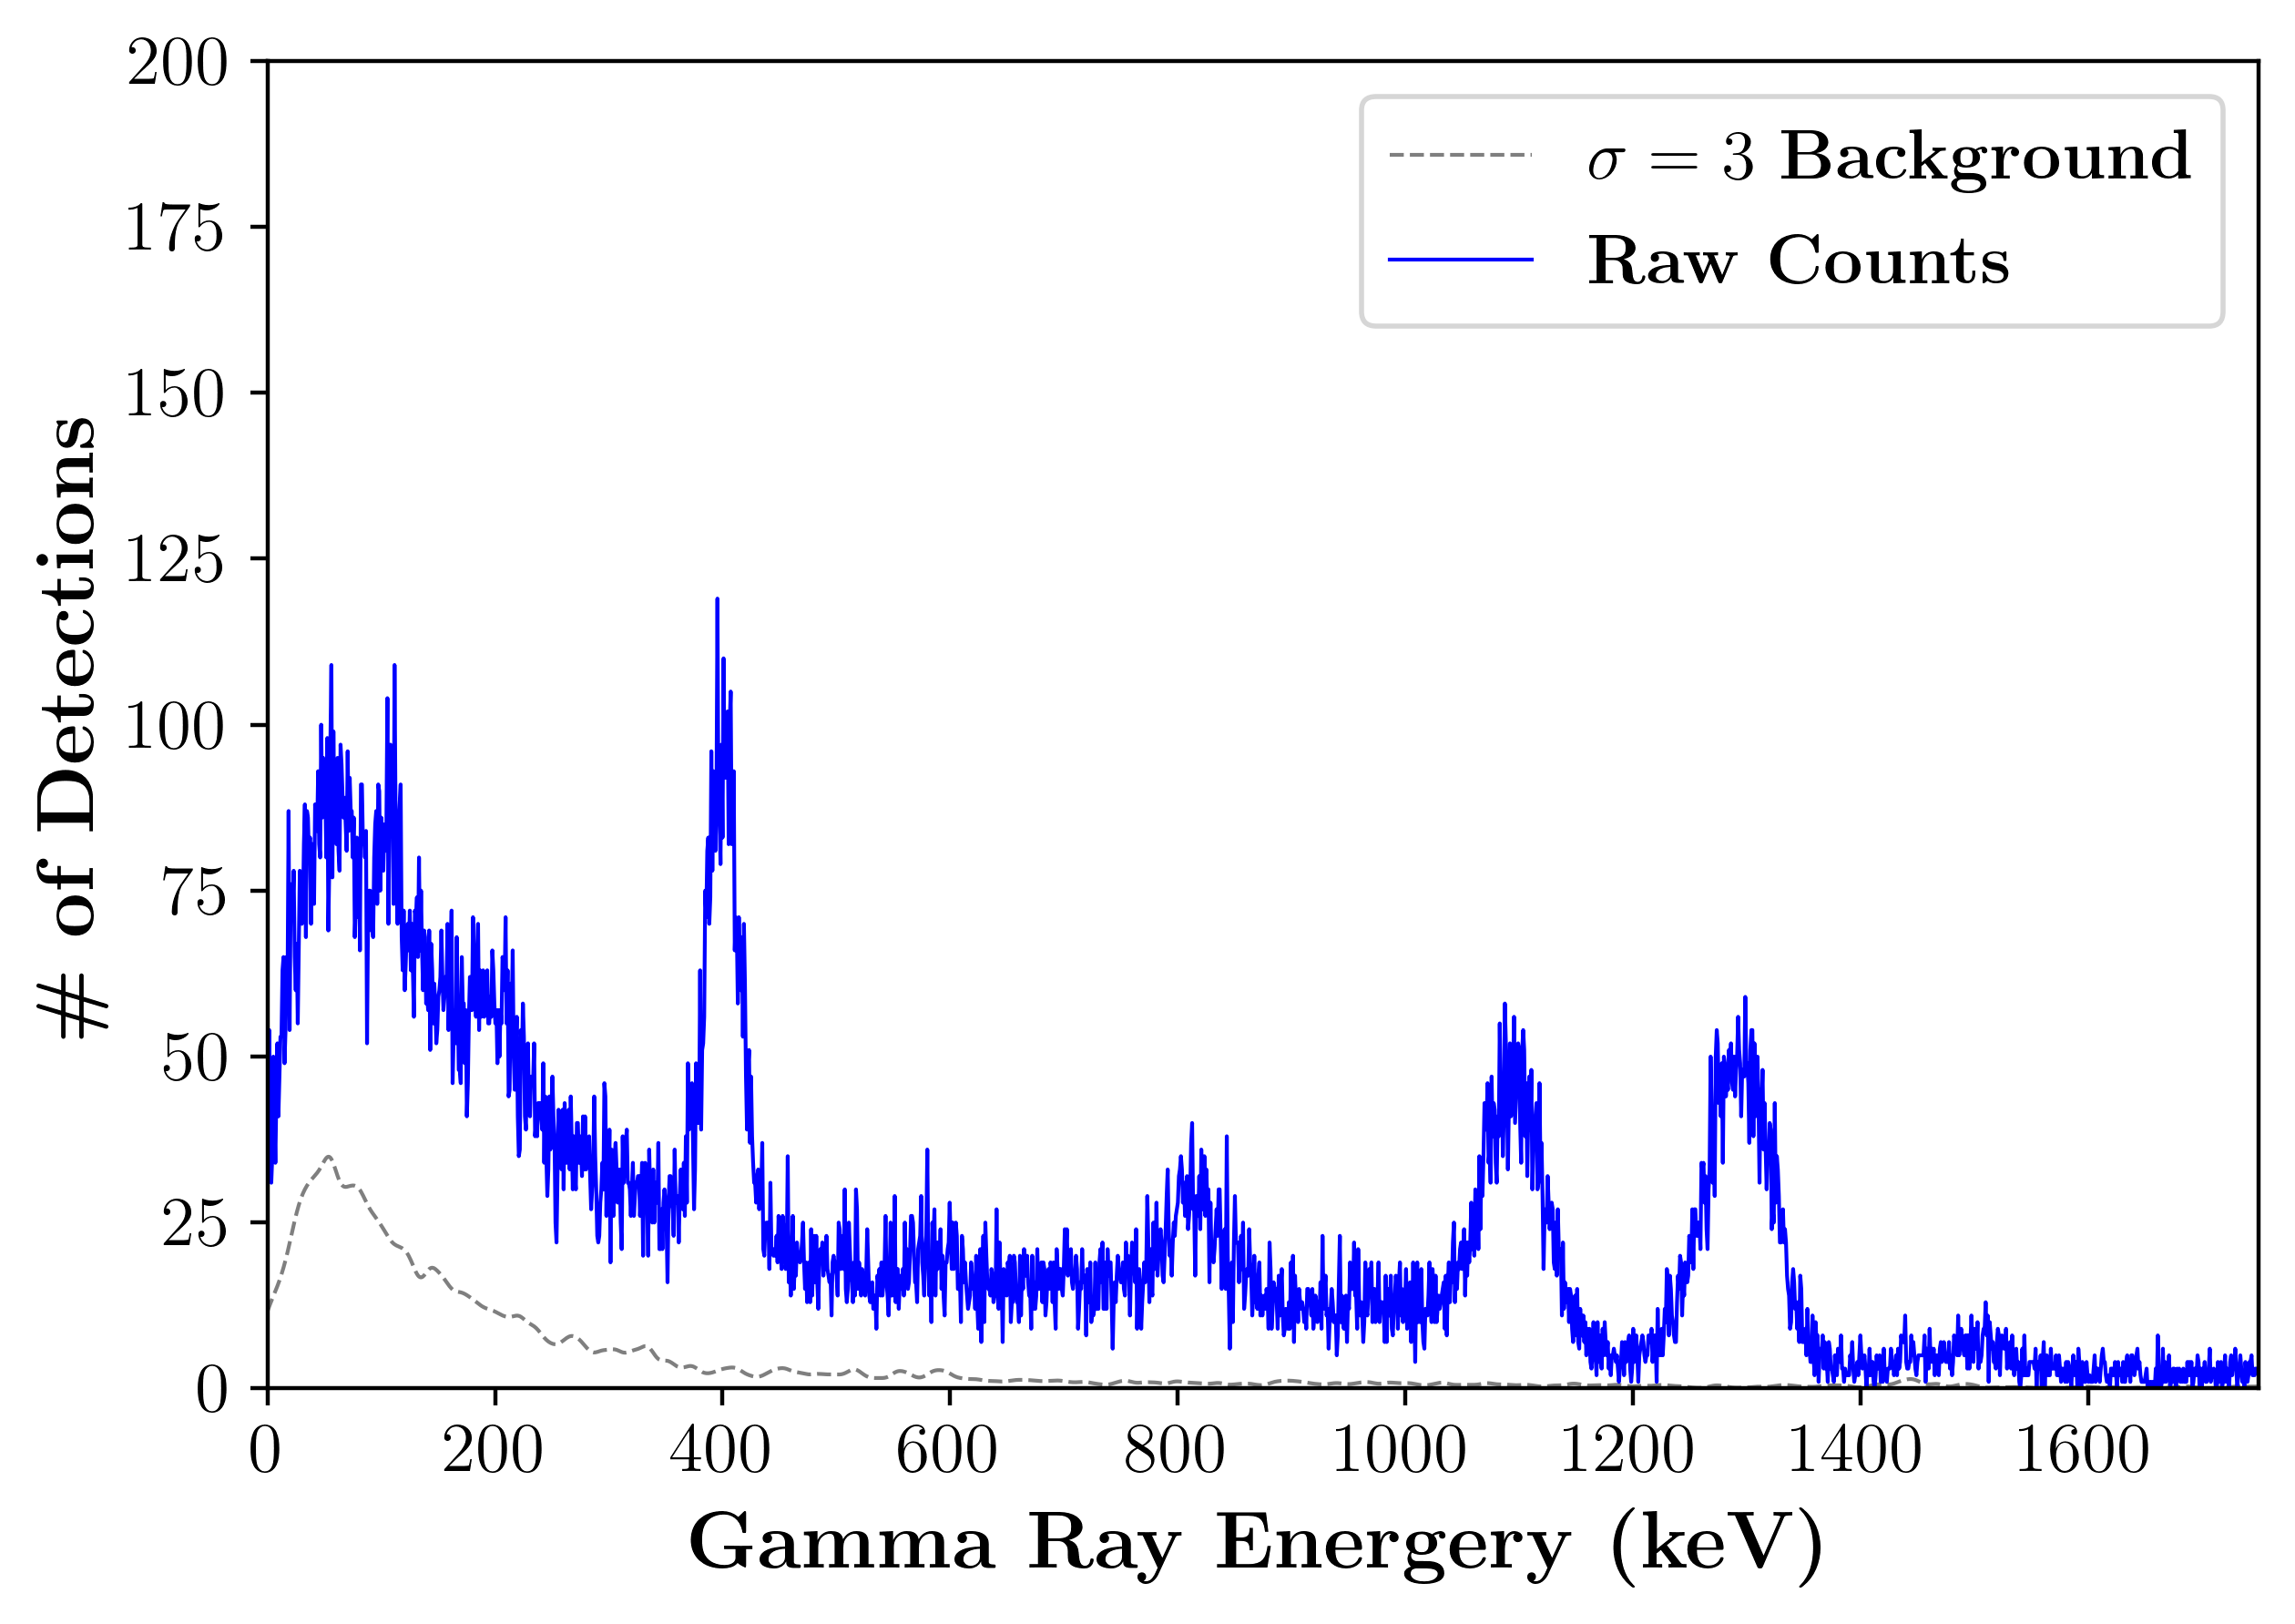 200
175
150
125
100
75
50
25
0
# of Detections
σ = 3 Background
Raw Counts
0 200 400 600 800 1000 1200 1400 1600
Gamma Ray Energery (keV)